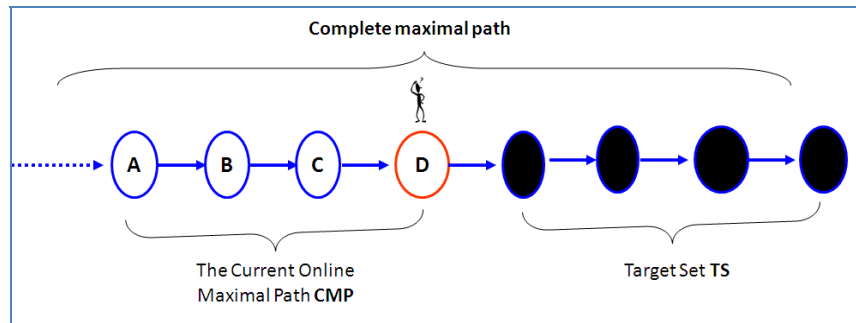 Complete maximal path
A
B
C
D
The Current Online
Maximal Path CMP
Target Set TS